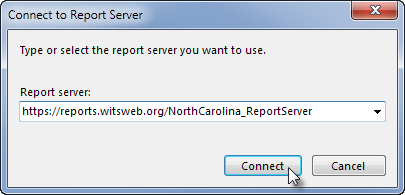 Connect to Report Server
Type or select the report server you want to use.
Report server:
https://reports.witsweb.org/NorthCarolina_ReportServer
Connect
Cancel